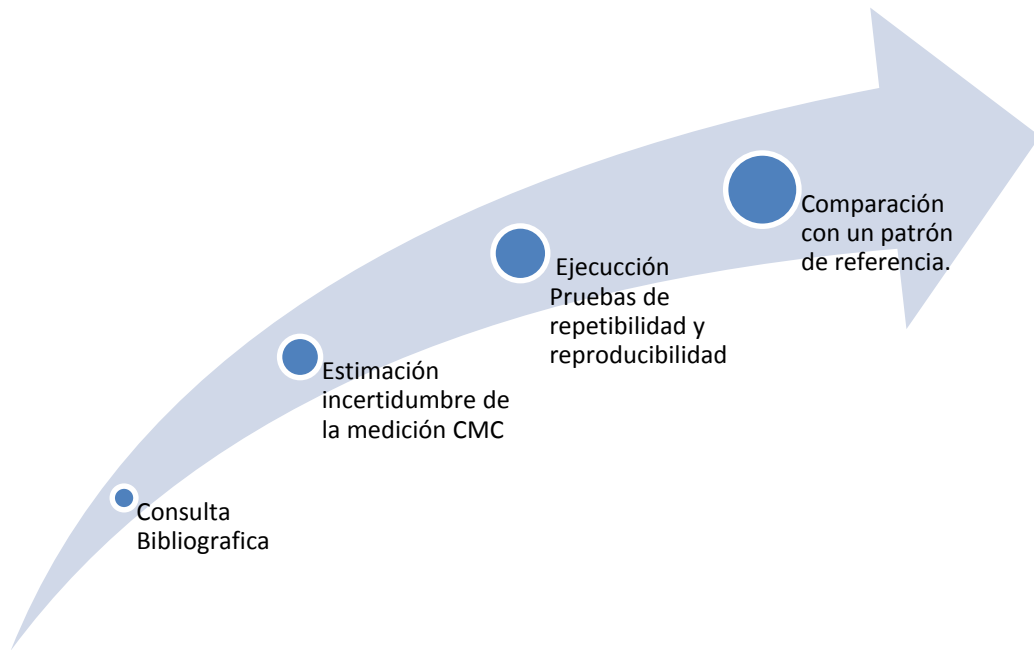 Consulta
Bibliografica
Estimación
incertidumbre de
la medición CMC
Ejecucción
Pruebas de
repetibilidad y
reproducibilidad
Comparación
con un patrón
de referencia.